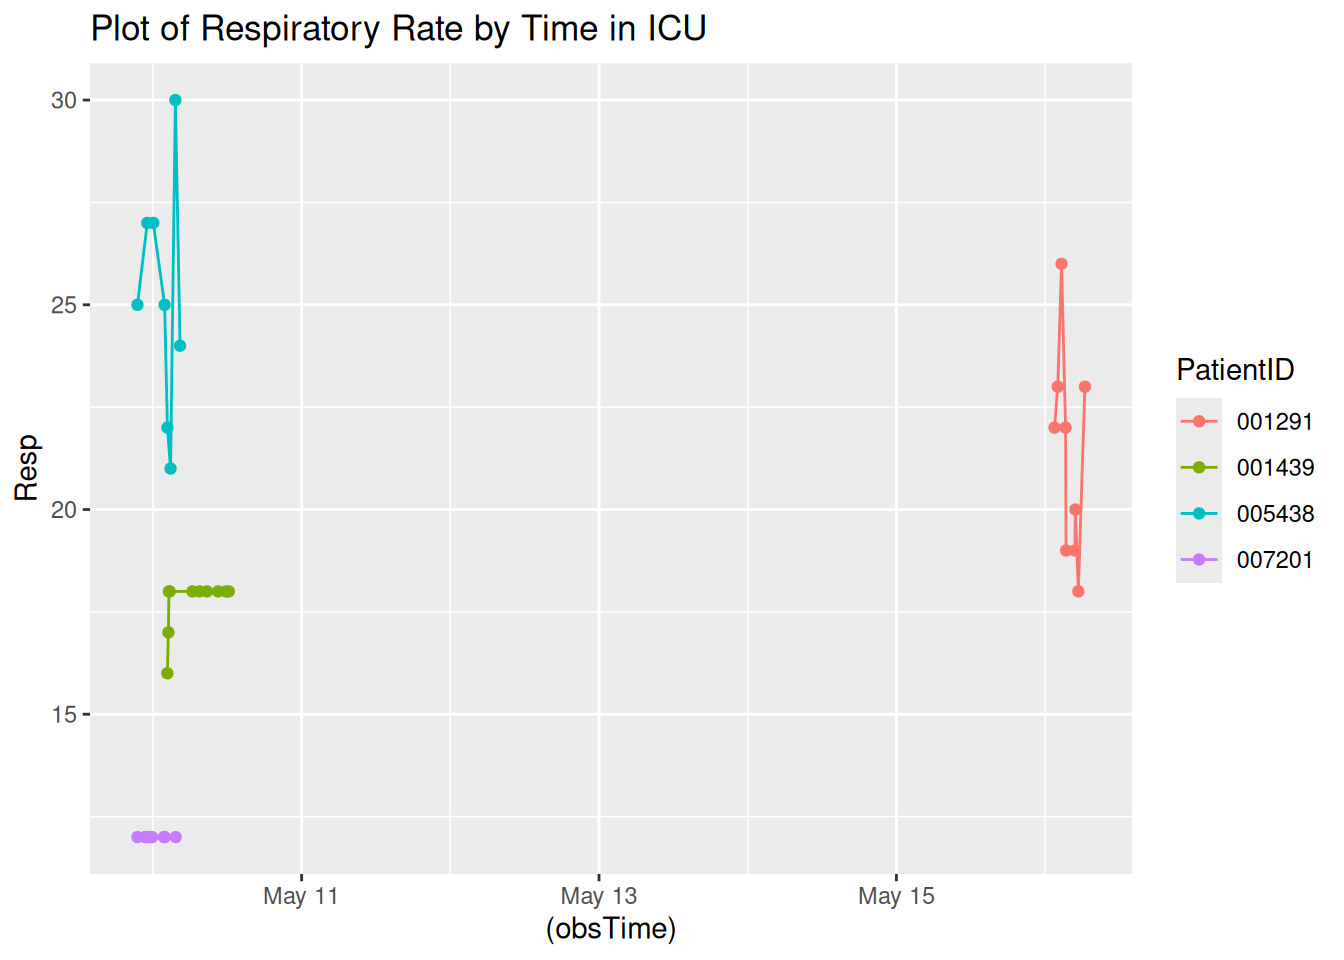 Plot of Respiratory Rate by Time in ICU
30
25
20
15
Resp
May 11
May 13
May 15
(obsTime)
PatientID
001291
001439
005438
007201